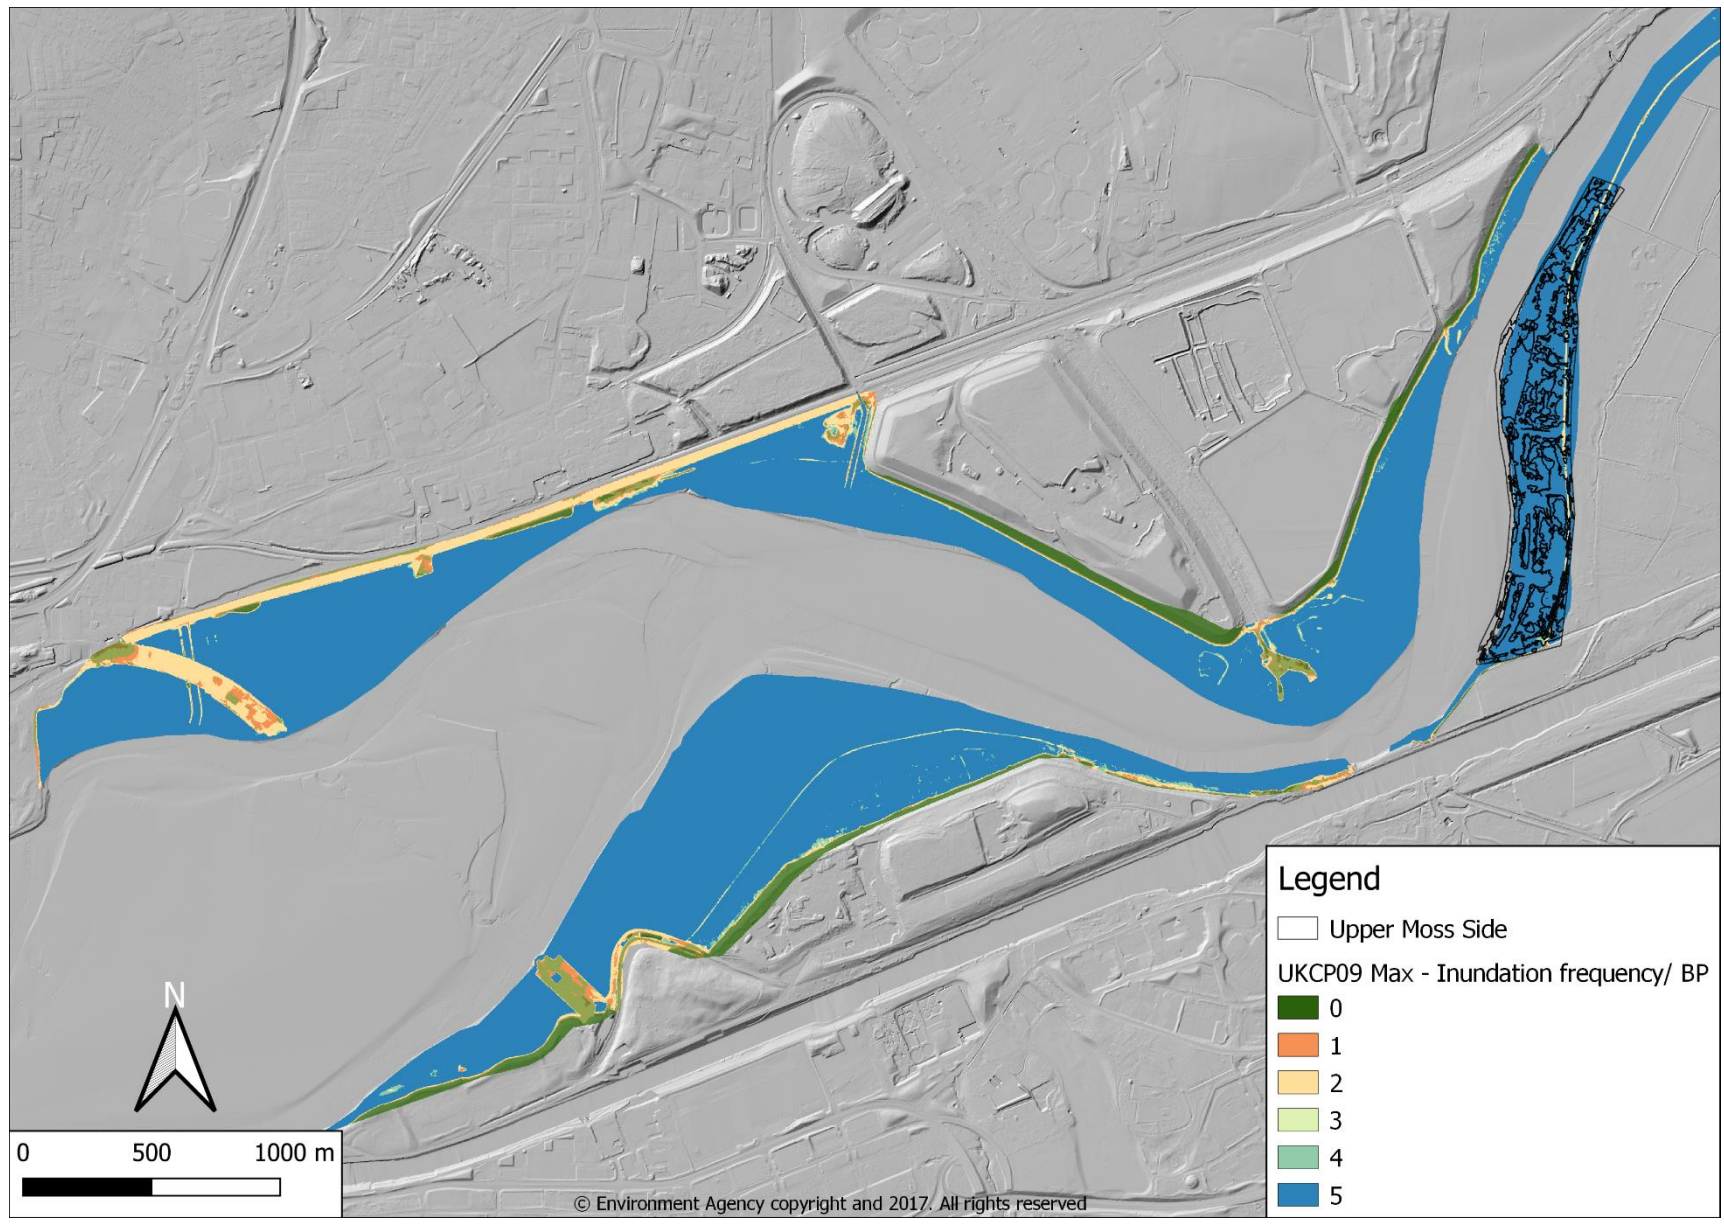 N
0 500 1000 m
© Environment Agency copyright and 2017. All rights reserved
Legend
Upper Moss Side
UKCP09 Max - Inundation frequency/ BP
0
1
2
3
4
5